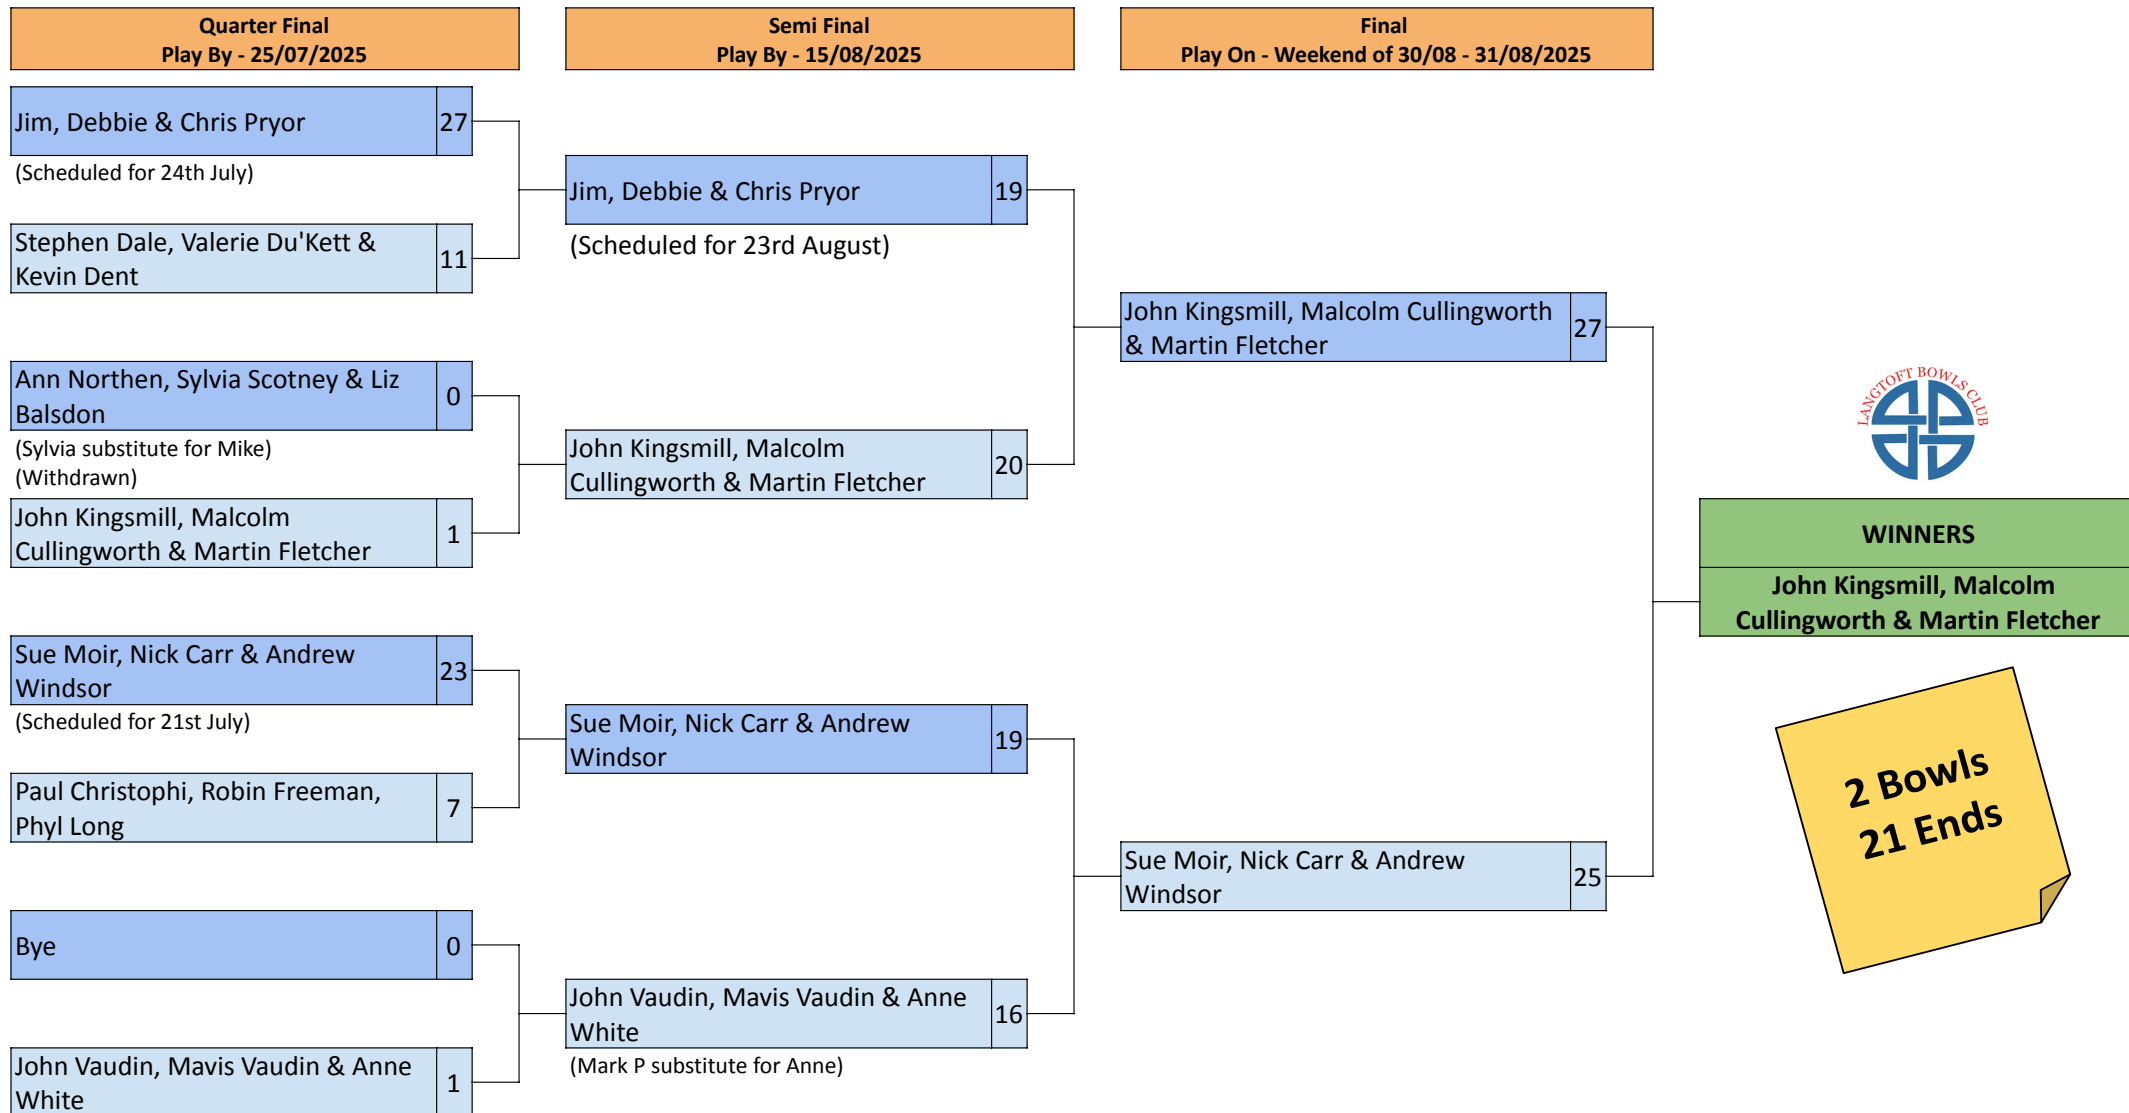 Quarter Final
Play By - 25/07/2025
Semi Final
Play By - 15/08/2025
Final
Play On - Weekend of 30/08 - 31/08/2025
Jim, Debbie & Chris Pryor
27
(Scheduled for 24th July)
Stephen Dale, Valerie Du'Kett &
Kevin Dent
11
Ann Northen, Sylvia Scotney & Liz
Balsdon
0
(Sylvia substitute for Mike)
(Withdrawn)
John Kingsmill, Malcolm
Cullingworth & Martin Fletcher
1
Sue Moir, Nick Carr & Andrew
Windsor
23
(Scheduled for 21st July)
Paul Christophi, Robin Freeman,
Phyl Long
7
Bye
0
John Vaudin, Mavis Vaudin & Anne
White
1
Jim, Debbie & Chris Pryor
19
(Scheduled for 23rd August)
John Kingsmill, Malcolm
Cullingworth & Martin Fletcher
20
Sue Moir, Nick Carr & Andrew
Windsor
19
John Vaudin, Mavis Vaudin & Anne
White
16
(Mark P substitute for Anne)
John Kingsmill, Malcolm Cullingworth
& Martin Fletcher
27
Sue Moir, Nick Carr & Andrew
Windsor
25
LANGTOFT BOWLS CLUB
WINNERS
John Kingsmill, Malcolm
Cullingworth & Martin Fletcher
2 Bowls
21 Ends